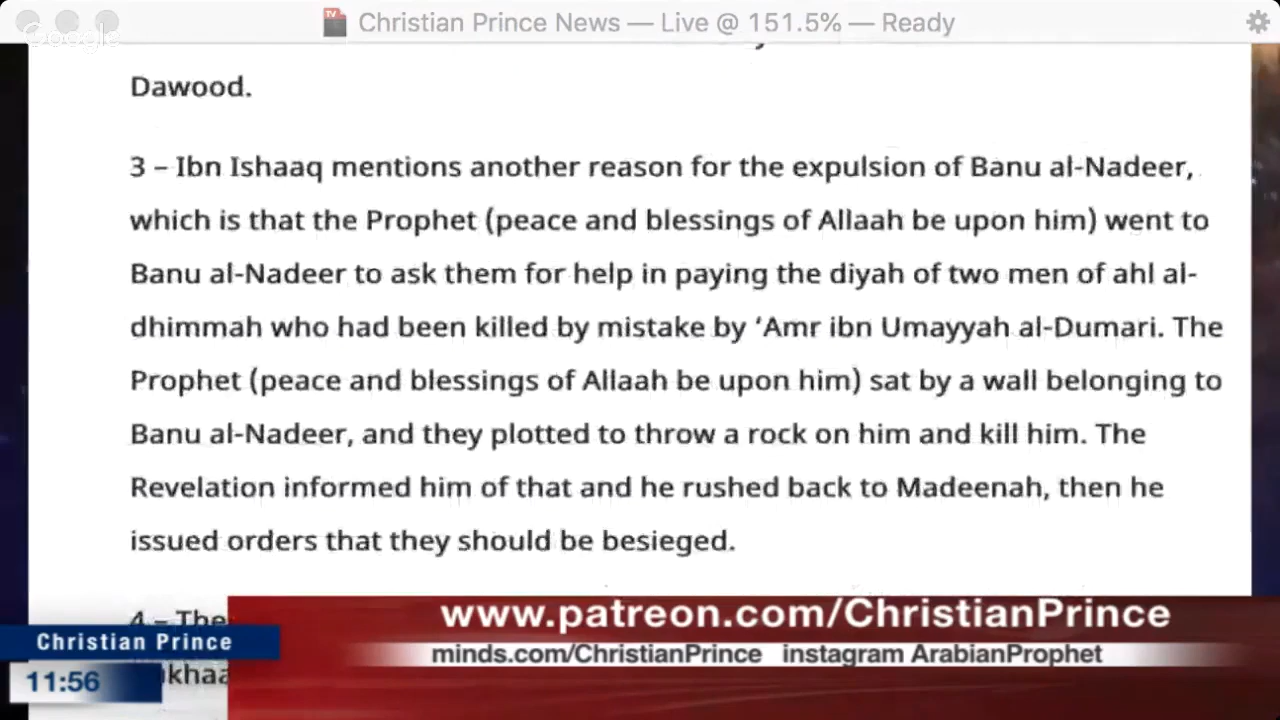 Christian Prince News — Live @ 151.5% — Ready
Google
Dawood.
3 – Ibn Ishaaq mentions another reason for the expulsion of Banu al-Nadeer,
which is that the Prophet (peace and blessings of Allaah be upon him) went to
Banu al-Nadeer to ask them for help in paying the diyah of two men of ahl al-
dhimmah who had been killed by mistake by ‘Amr ibn Umayyah al-Dumari. The
Prophet (peace and blessings of Allaah be upon him) sat by a wall belonging to
Banu al-Nadeer, and they plotted to throw a rock on him and kill him. The
Revelation informed him of that and he rushed back to Madeenah, then he
issued orders that they should be besieged.
4 – The
www.patreon.com/ChristianPrince
Christian Prince
minds.com/ChristianPrince instagram ArabianProphet
11:56